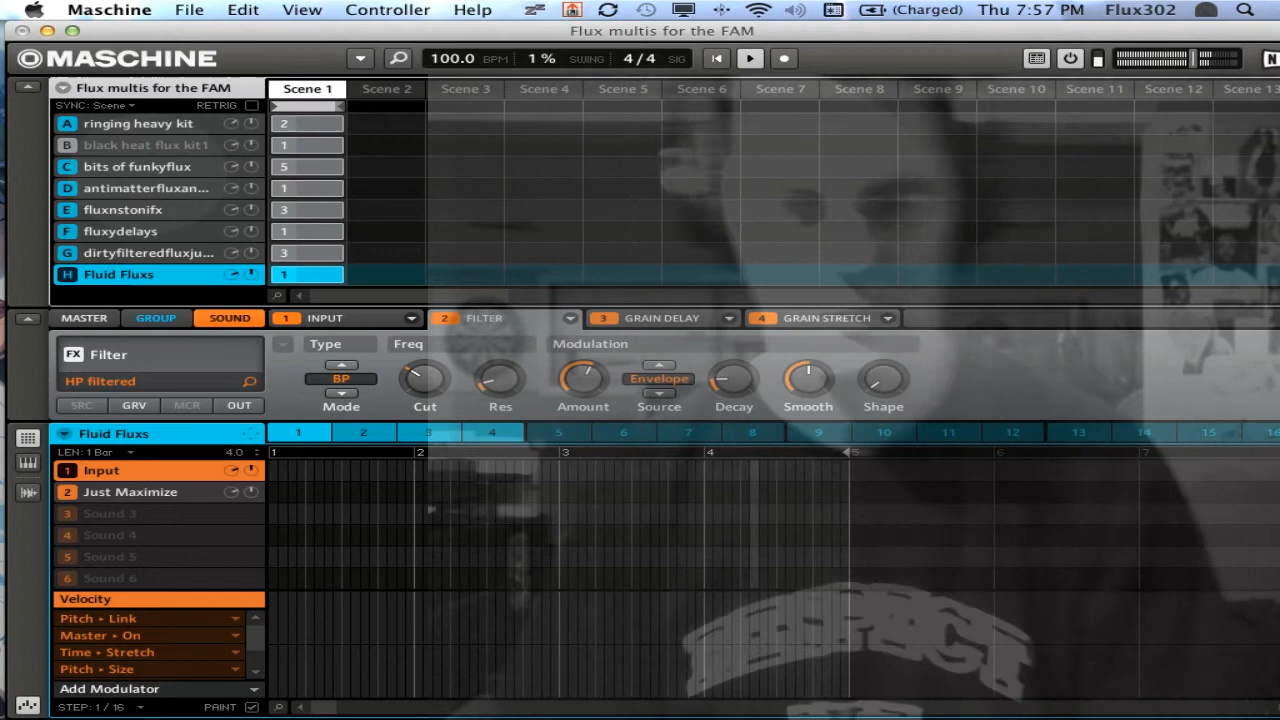 Maschine File Edit View Controller Help (Charged) Thu 7:57 PM Flux302
Flux multis for the FAM
MASCHINE 100.0 BPM 1 % SWING 4/4 SIG
Flux multis for the FAM Scene 1 Scene 2 Scene 3 Scene 4 Scene 5 Scene 6 Scene 7 Scene 8 Scene 9 Scene 10 Scene 11 Scene 12 Scene 13
SYNC: Scene RETRIG
A ringing heavy kit 2
B black heat flux kit1 1
C bits of funkyflux 5
D antimatterfluxan... 1
E fluxnstonifx 3
F fluxydelays 1
G dirtyfilteredfluxju... 3
H Fluid Fluxs 1
MASTER GROUP SOUND 1 INPUT 2 FILTER 3 GRAIN DELAY 4 GRAIN STRETCH
FX Filter Type Freq Modulation
HP filtered BP Envelope
SRC GRV MCR OUT Mode Cut Res Amount Source Decay Smooth Shape
Fluid Fluxs 1 2 3 4 5 6 7 8 9 10 11 12 13 14 15 16
LEN: 1 Bar 4.0 1 2 3 4 5 6 7
1 Input
2 Just Maximize
3 Sound 3
4 Sound 4
5 Sound 5
6 Sound 6
Velocity
Pitch ▸ Link
Master ▸ On
Time ▸ Stretch
Pitch ▸ Size
Add Modulator
STEP: 1 / 16 PAINT